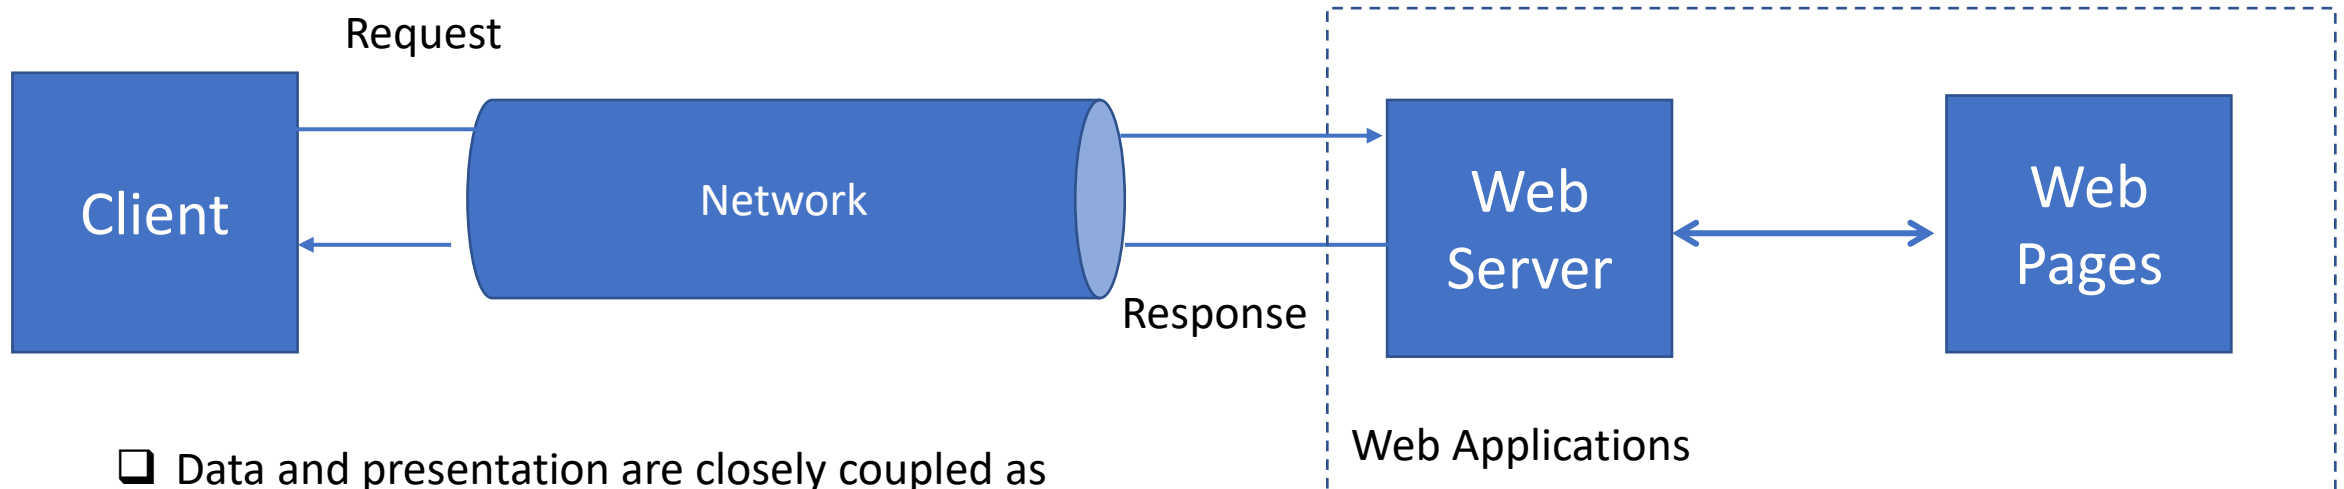 Request
Client
Network
Web
Server
Web
Pages
Response
Web Applications
Data and presentation are closely coupled as